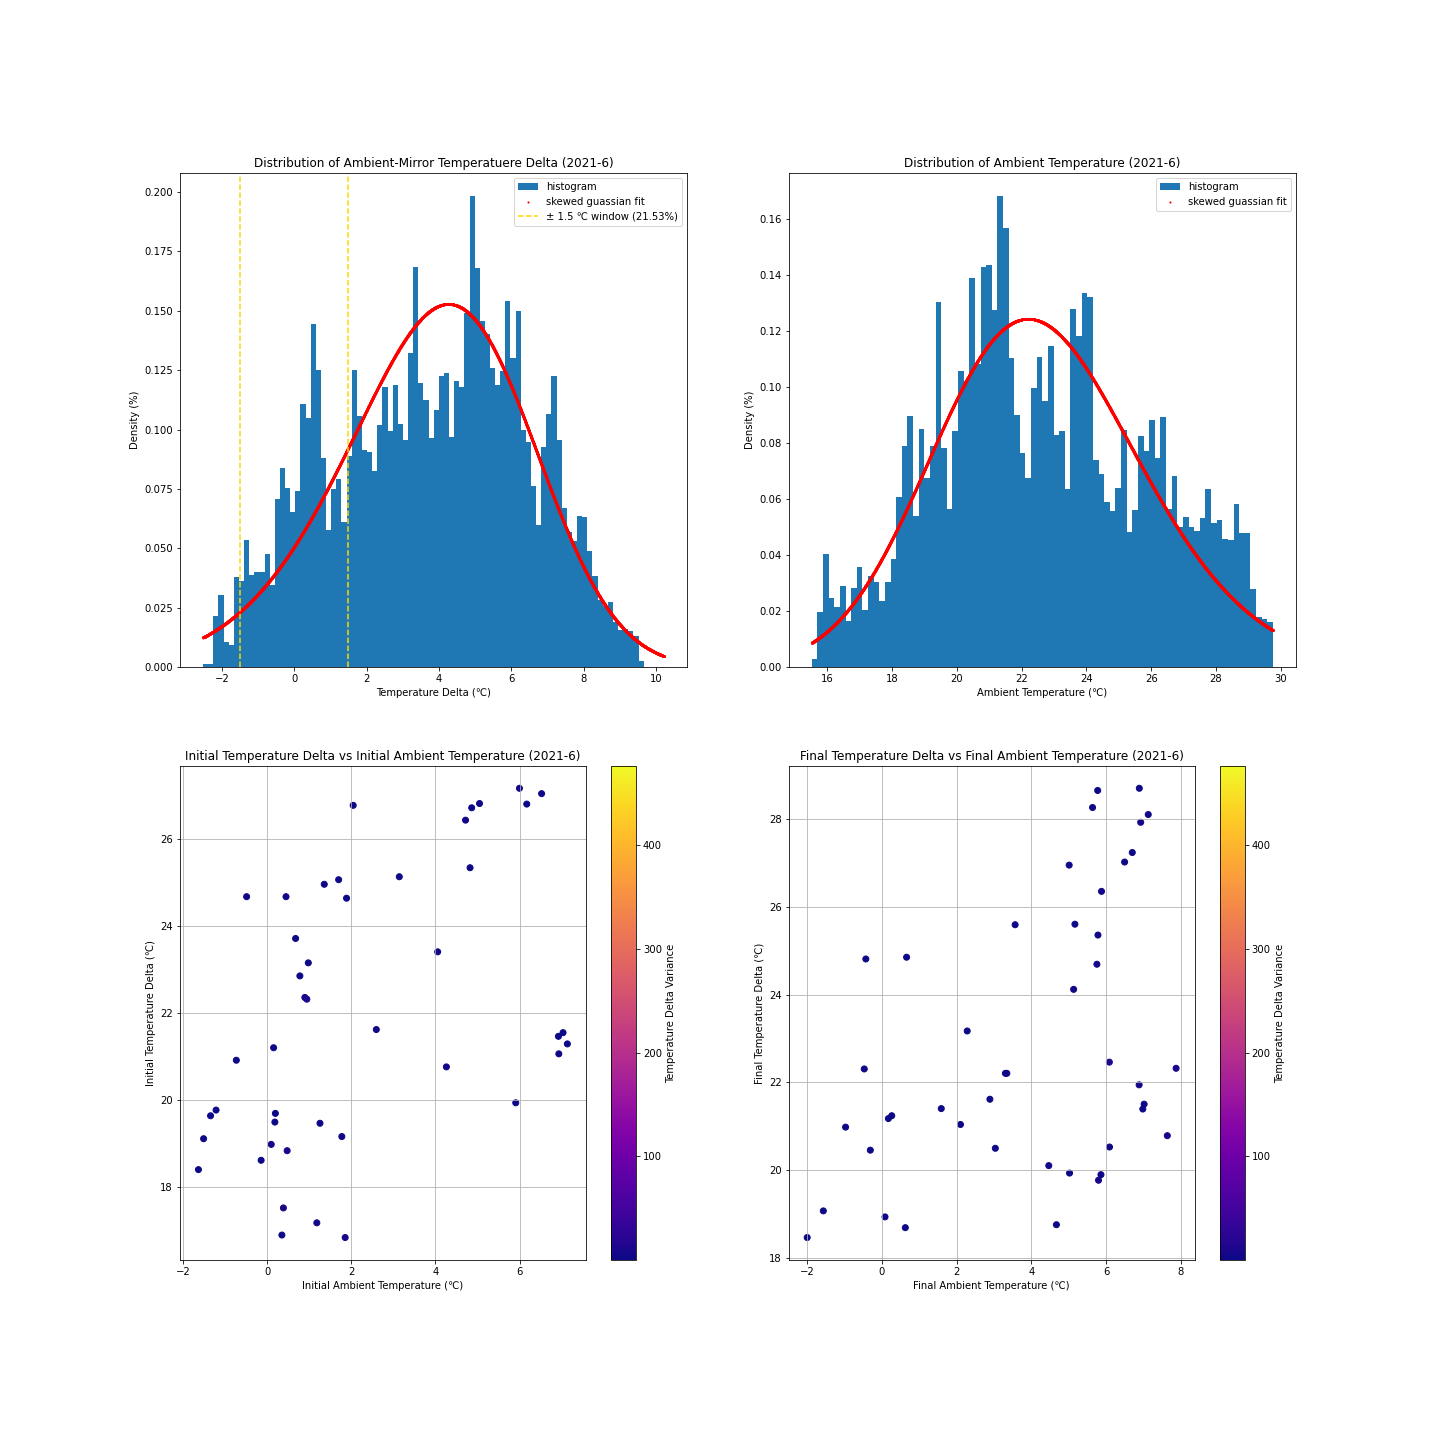 Distribution of Ambient-Mirror Temperatuere Delta (2021-6)
histogram
skewed guassian fit
± 1.5 ℃ window (21.53%)
0.200
0.175
0.150
0.125
0.100
0.075
0.050
0.025
0.000
Density (%)
−2 0 2 4 6 8 10
Temperature Delta (℃)
Distribution of Ambient Temperature (2021-6)
histogram
skewed guassian fit
0.16
0.14
0.12
0.10
0.08
0.06
0.04
0.02
0.00
Density (%)
16 18 20 22 24 26 28 30
Ambient Temperature (℃)
Initial Temperature Delta vs Initial Ambient Temperature (2021-6)
26
24
22
20
18
Initial Temperature Delta (℃)
−2 0 2 4 6
Initial Ambient Temperature (℃)
400
300
200
100
Temperature Delta Variance
Final Temperature Delta vs Final Ambient Temperature (2021-6)
28
26
24
22
20
18
Final Temperature Delta (℃)
−2 0 2 4 6 8
Final Ambient Temperature (℃)
400
300
200
100
Temperature Delta Variance